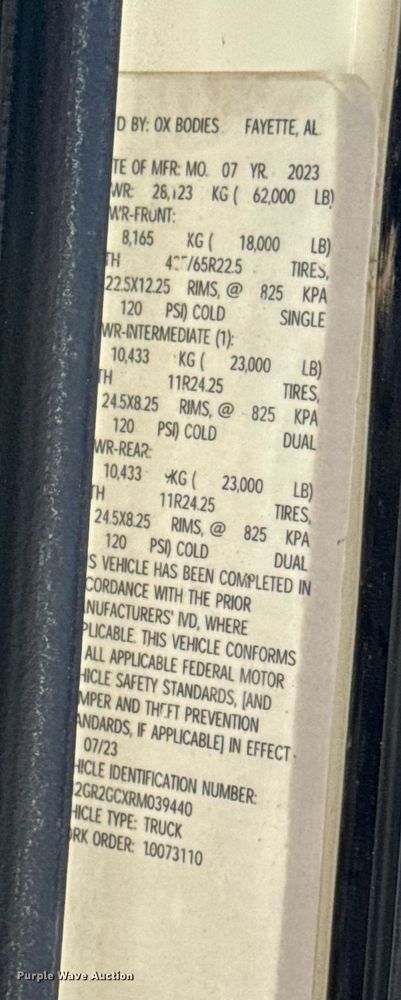 D BY: OX BODIES FAYETTE, AL
TE OF MFR: MO. 07 YR. 2023
WR: 28,123 KG ( 62,000 LB)
WR-FRONT:
8,165 KG ( 18,000 LB)
TH /65R22.5 TIRES,
22.5X12.25 RIMS, @ 825 KPA
120 PSI) COLD SINGLE
WR-INTERMEDIATE (1):
10,433 KG ( 23,000 LB)
TH 11R24.25 TIRES,
24.5X8.25 RIMS, @ 825 KPA
120 PSI) COLD DUAL
WR-REAR:
10,433 KG ( 23,000 LB)
TH 11R24.25 TIRES,
24.5X8.25 RIMS, @ 825 KPA
120 PSI) COLD DUAL
S VEHICLE HAS BEEN COMPLETED IN
CORDANCE WITH THE PRIOR
NUFACTURERS' IVD, WHERE
PLICABLE. THIS VEHICLE CONFORMS
ALL APPLICABLE FEDERAL MOTOR
HICLE SAFETY STANDARDS, [AND
MPER AND THEFT PREVENTION
ANDARDS, IF APPLICABLE] IN EFFECT
07/23
HICLE IDENTIFICATION NUMBER:
2GR2GCXRM039440
HICLE TYPE: TRUCK
RK ORDER: 10073110
Purple Wave Auction